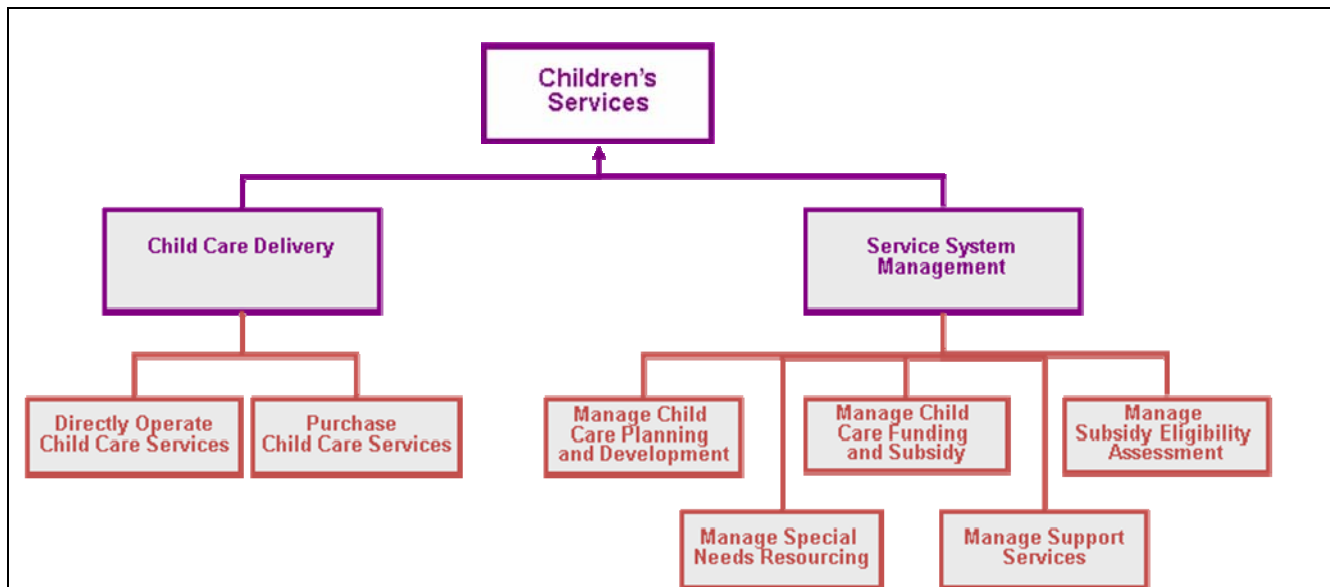 Children's
Services
Child Care Delivery
Service System
Management
Directly Operate
Child Care Services
Purchase
Child Care Services
Manage Child
Care Planning
and Development
Manage Child
Care Funding
and Subsidy
Manage
Subsidy Eligibility
Assessment
Manage Special
Needs Resourcing
Manage Support
Services